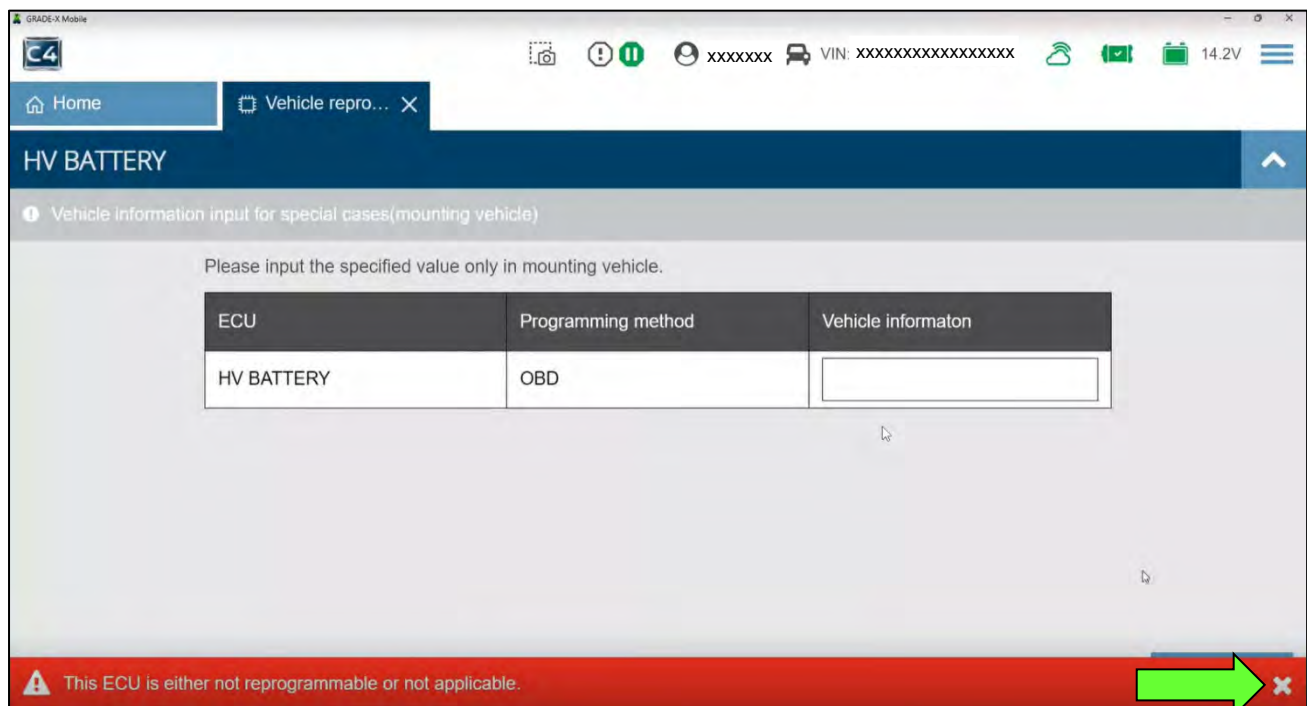 GRADE-X Mobile
C4
xxxxxxx VIN: xxxxxxxxxxxxxxxxx 14.2V
Home Vehicle repro...
HV BATTERY
Vehicle information input for special cases(mounting vehicle)
Please input the specified value only in mounting vehicle.
ECU Programming method Vehicle informaton
HV BATTERY OBD
This ECU is either not reprogrammable or not applicable.